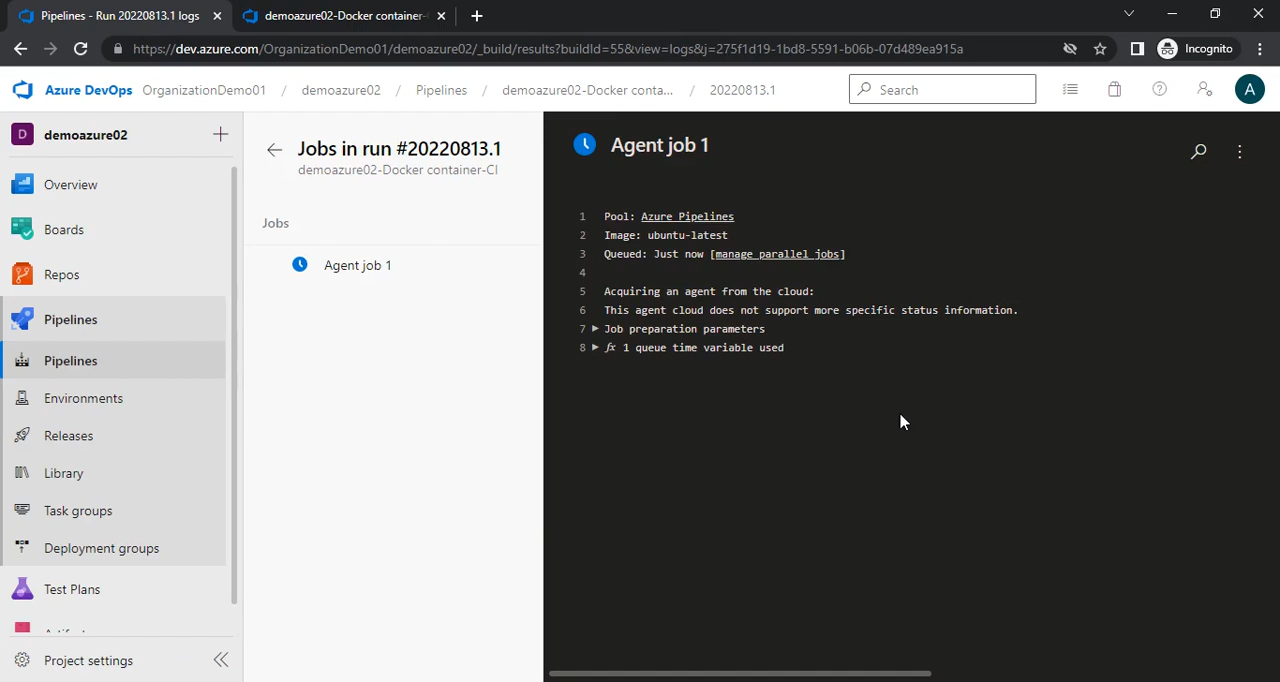 Pipelines - Run 20220813.1 logs
demoazure02-Docker container-
https://dev.azure.com/OrganizationDemo01/demoazure02/_build/results?buildId=55&view=logs&j=275f1d19-1bd8-5591-b06b-07d489ea915a
Incognito
Azure DevOps OrganizationDemo01 / demoazure02 / Pipelines / demoazure02-Docker conta... / 20220813.1
Search
A
D demoazure02
Overview
Boards
Repos
Pipelines
Pipelines
Environments
Releases
Library
Task groups
Deployment groups
Test Plans
Project settings
Jobs in run #20220813.1
demoazure02-Docker container-CI
Jobs
Agent job 1
Agent job 1
1 Pool: Azure Pipelines
2 Image: ubuntu-latest
3 Queued: Just now [manage parallel jobs]
4
5 Acquiring an agent from the cloud:
6 This agent cloud does not support more specific status information.
7 Job preparation parameters
8 fx 1 queue time variable used